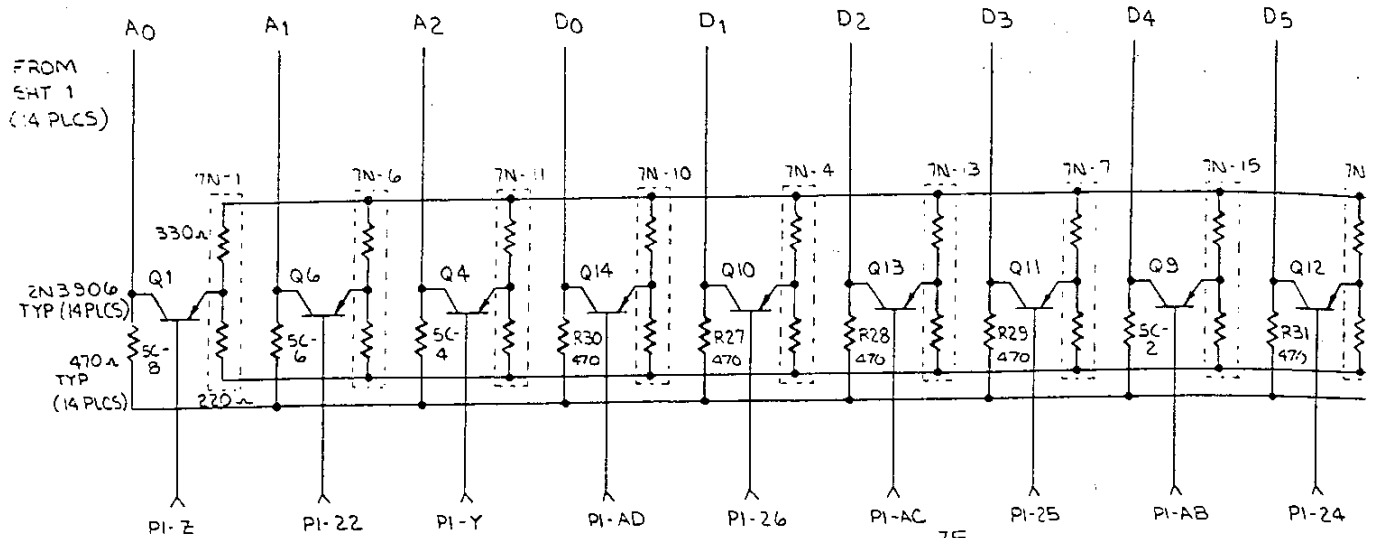 A0 A1 A2 D0 D1 D2 D3 D4 D5
FROM
SHT 1
(14 PLCS)
7N-1 7N-6 7N-11 7N-10 7N-4 7N-13 7N-7 7N-15 7N
330Ω
Q1 Q6 Q4 Q14 Q10 Q13 Q11 Q9 Q12
2N3906
TYP (14 PLCS)
5C-8 5C-6 5C-4 R30 470 R27 470 R28 470 R29 470 5C-2 R31 470
470Ω
TYP
(14 PLCS)
220Ω
P1-Z P1-22 P1-Y P1-AD P1-26 P1-AC P1-25 P1-AB P1-24